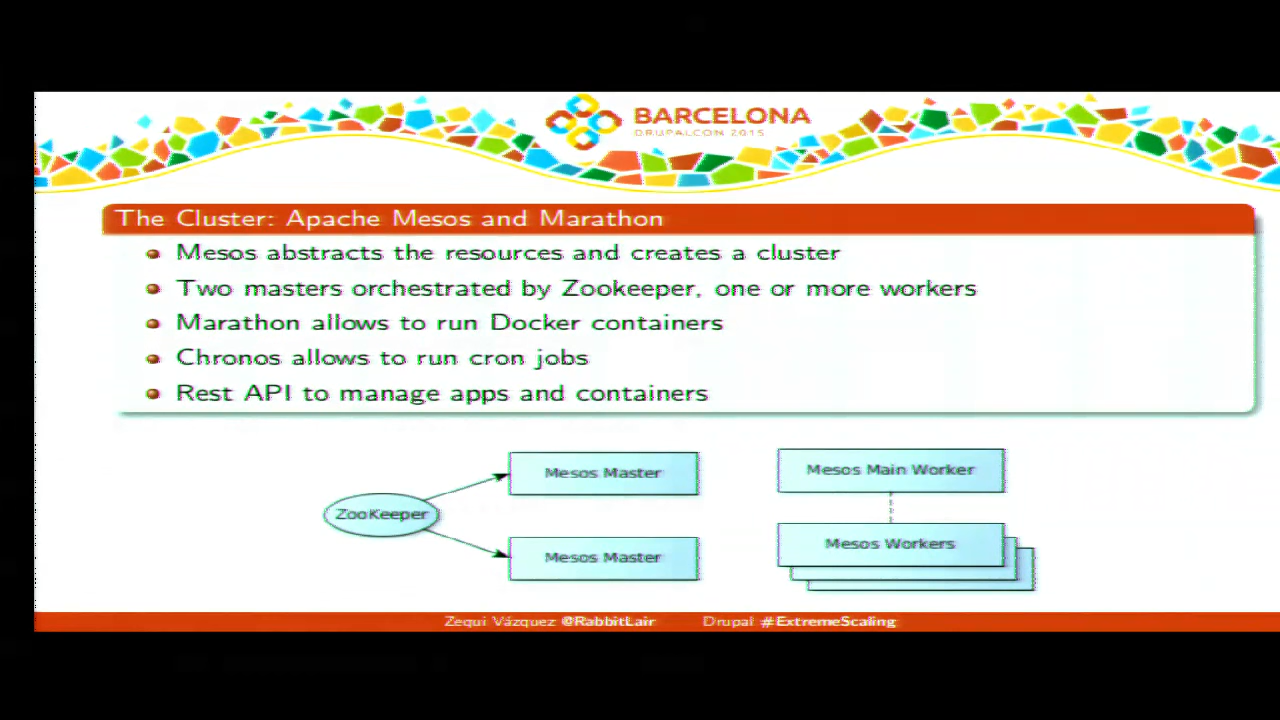 BARCELONA
DRUPALCON 2015
The Cluster: Apache Mesos and Marathon
Mesos abstracts the resources and creates a cluster
Two masters orchestrated by Zookeeper, one or more workers
Marathon allows to run Docker containers
Chronos allows to run cron jobs
Rest API to manage apps and containers
Mesos Master
Mesos Main Worker
ZooKeeper
Mesos Workers
Mesos Master
Zequi Vázquez @RabbitLair Drupal #ExtremeScaling